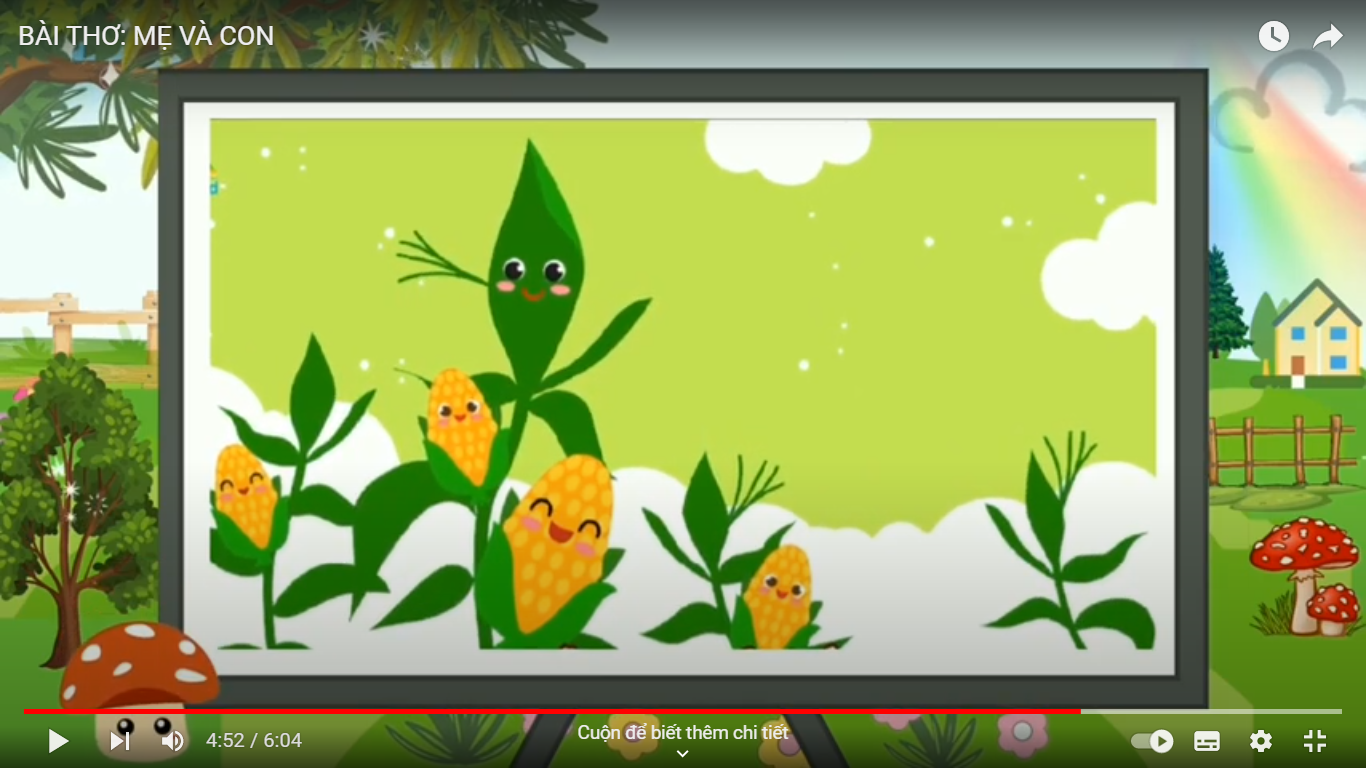 BÀI THƠ: MẸ VÀ CON
4:52 / 6:04
Cuộn để biết thêm chi tiết